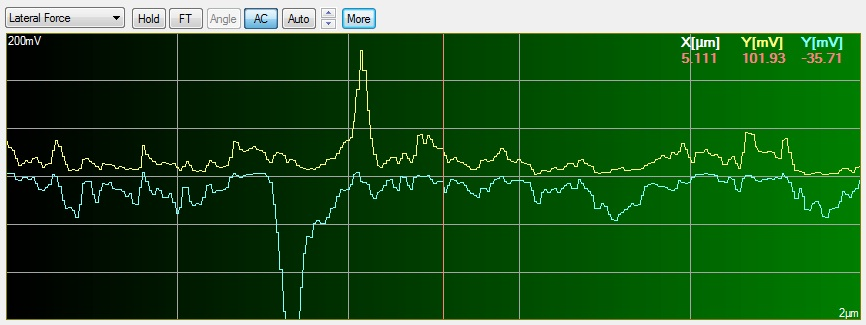 Lateral Force Hold FT Angle AC Auto More
200mV X[µm] Y[mV] Y[mV]
5.111 101.93 -35.71
2µm